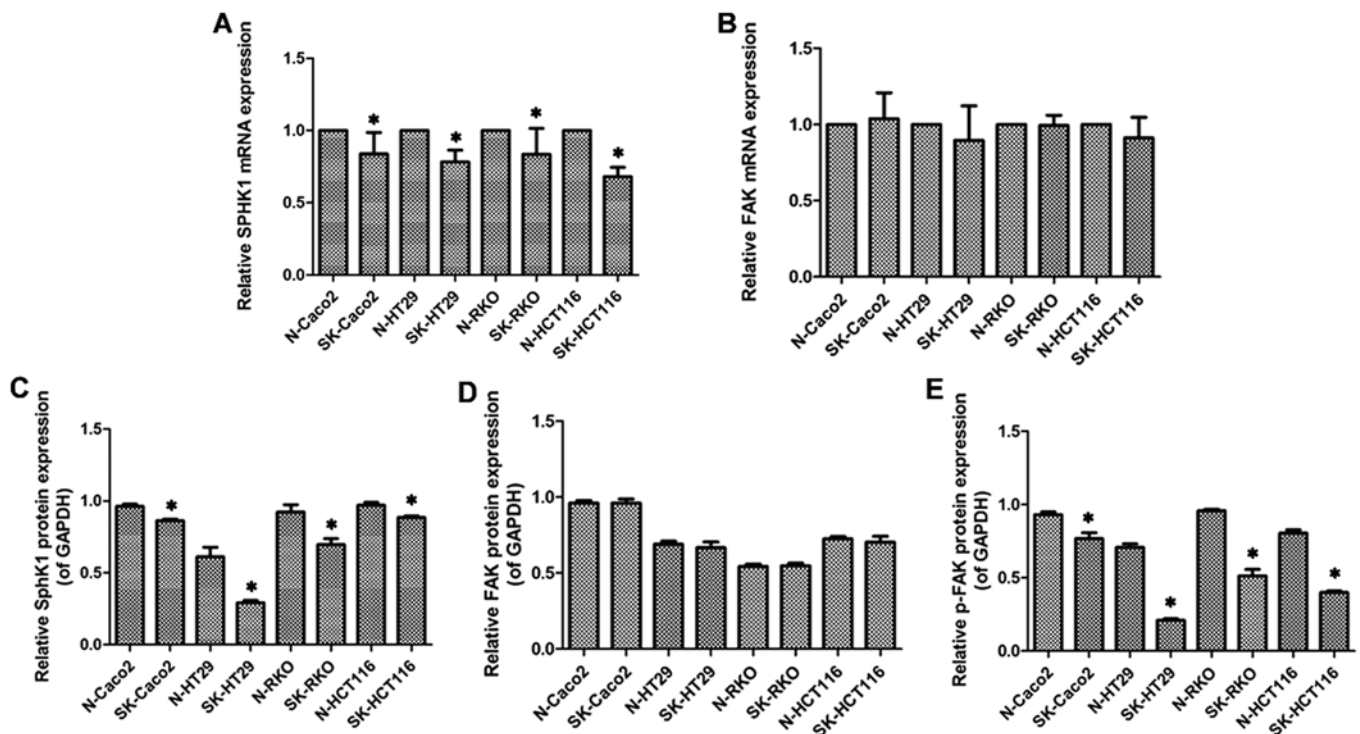 A
Relative SPHK1 mRNA expression
1.5
1.0
0.5
0.0
*
*
*
*
N-Caco2
SK-Caco2
N-HT29
SK-HT29
N-RKO
SK-RKO
N-HCT116
SK-HCT116
B
Relative FAK mRNA expression
1.5
1.0
0.5
0.0
N-Caco2
SK-Caco2
N-HT29
SK-HT29
N-RKO
SK-RKO
N-HCT116
SK-HCT116
C
Relative SphK1 protein expression
(of GAPDH)
1.5
1.0
0.5
0.0
*
*
*
*
N-Caco2
SK-Caco2
N-HT29
SK-HT29
N-RKO
SK-RKO
N-HCT116
SK-HCT116
D
Relative FAK protein expression
(of GAPDH)
1.5
1.0
0.5
0.0
N-Caco2
SK-Caco2
N-HT29
SK-HT29
N-RKO
SK-RKO
N-HCT116
SK-HCT116
E
Relative p-FAK protein expression
(of GAPDH)
1.5
1.0
0.5
0.0
*
*
*
*
N-Caco2
SK-Caco2
N-HT29
SK-HT29
N-RKO
SK-RKO
N-HCT116
SK-HCT116